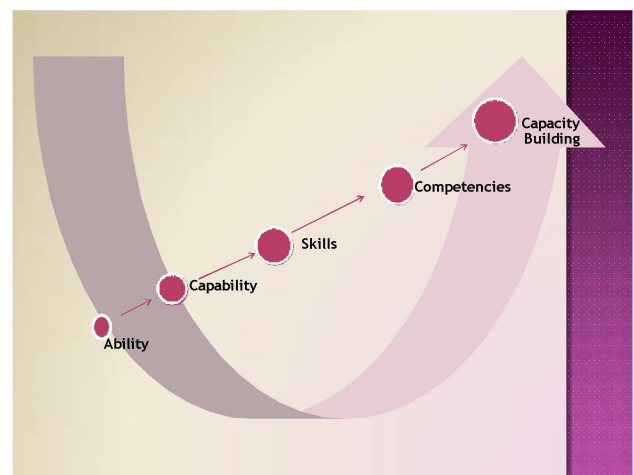 Capacity
Building
Competencies
Skills
Capability
Ability